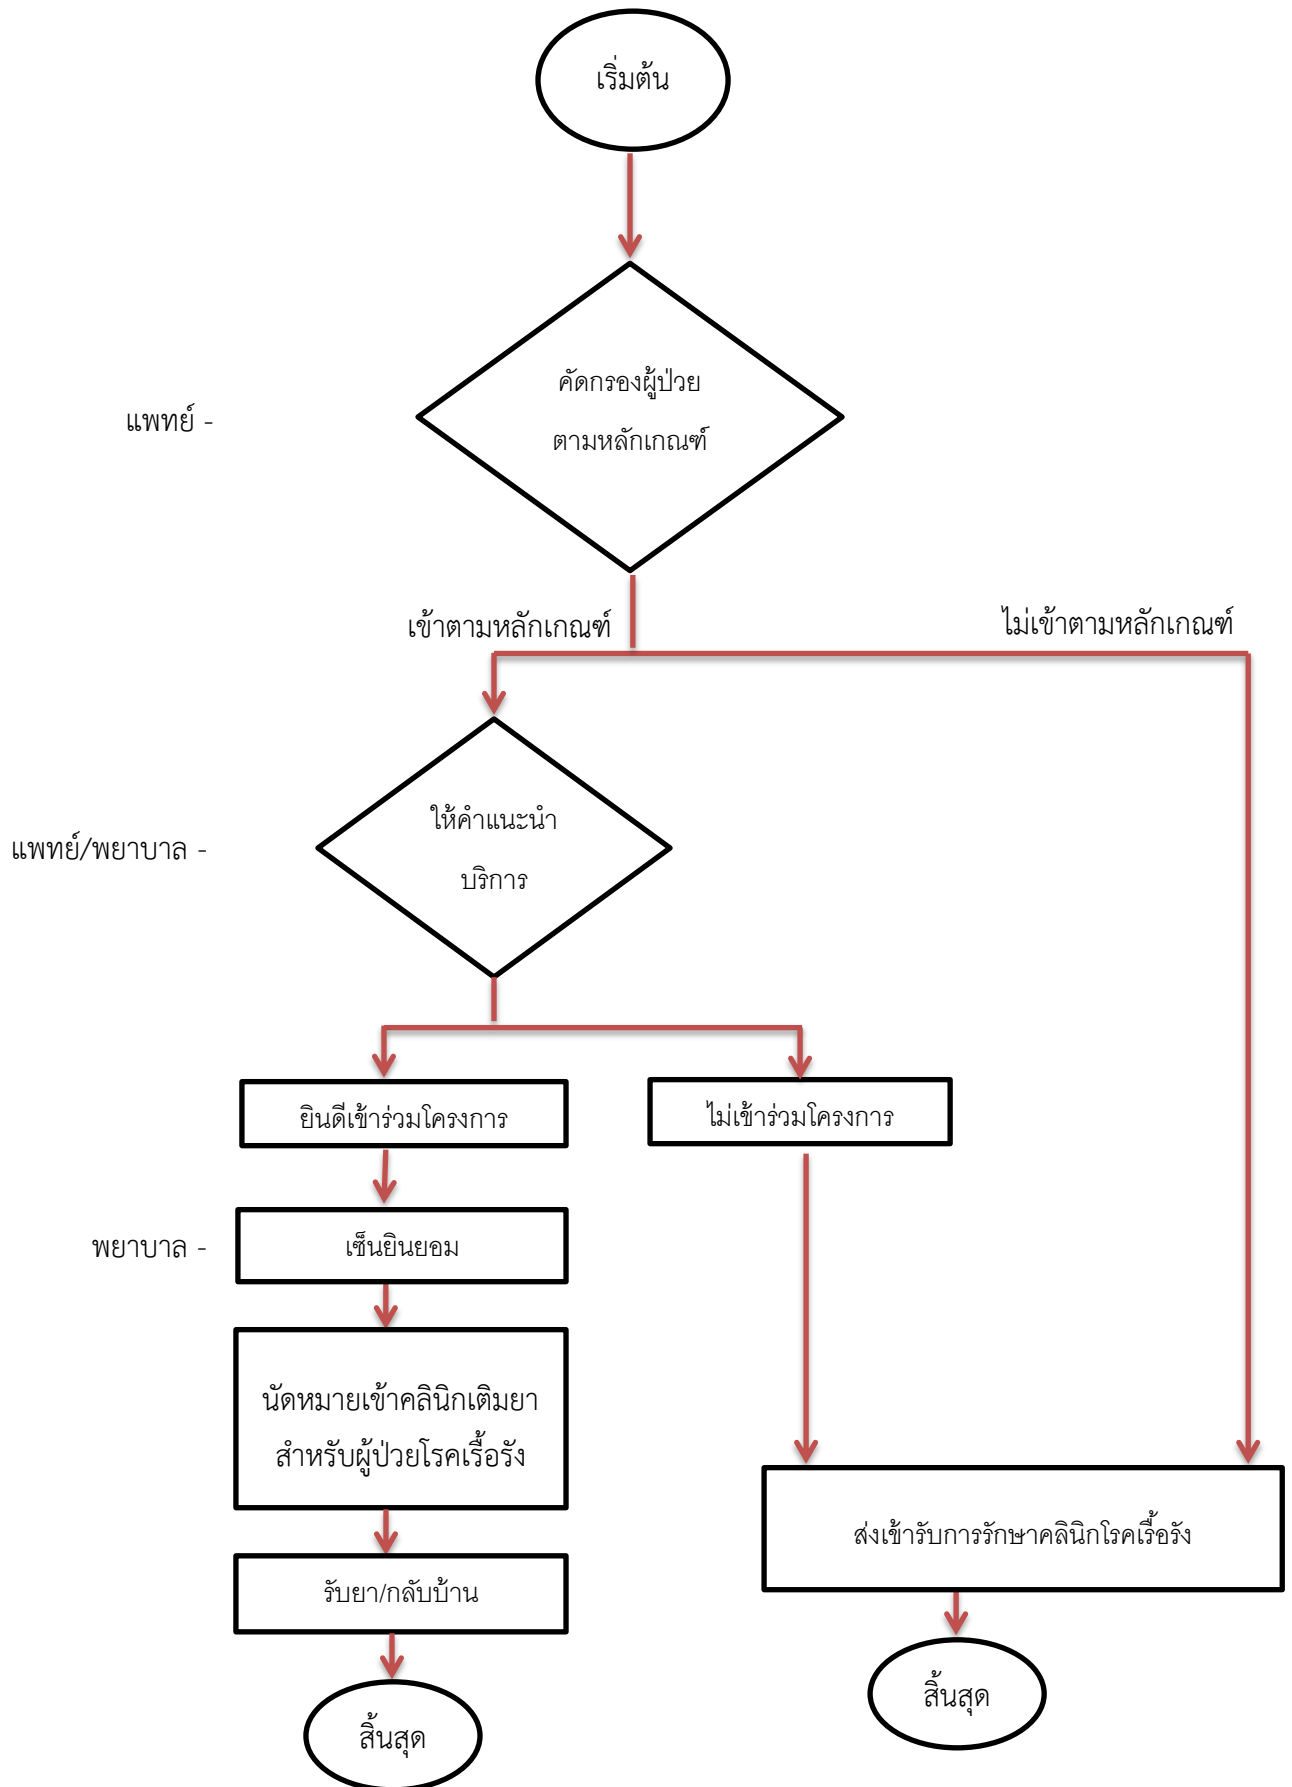 เริ่มต้น
คัดกรองผู้ป่วย
ตามหลักเกณฑ์
แพทย์ -
เข้าตามหลักเกณฑ์
ไม่เข้าตามหลักเกณฑ์
ให้คำแนะนำ
บริการ
แพทย์/พยาบาล -
ยินดีเข้าร่วมโครงการ
ไม่เข้าร่วมโครงการ
พยาบาล -
เซ็นยินยอม
นัดหมายเข้าคลินิกเติมยา
สำหรับผู้ป่วยโรคเรื้อรัง
ส่งเข้ารับการรักษาคลินิกโรคเรื้อรัง
รับยา/กลับบ้าน
สิ้นสุด
สิ้นสุด